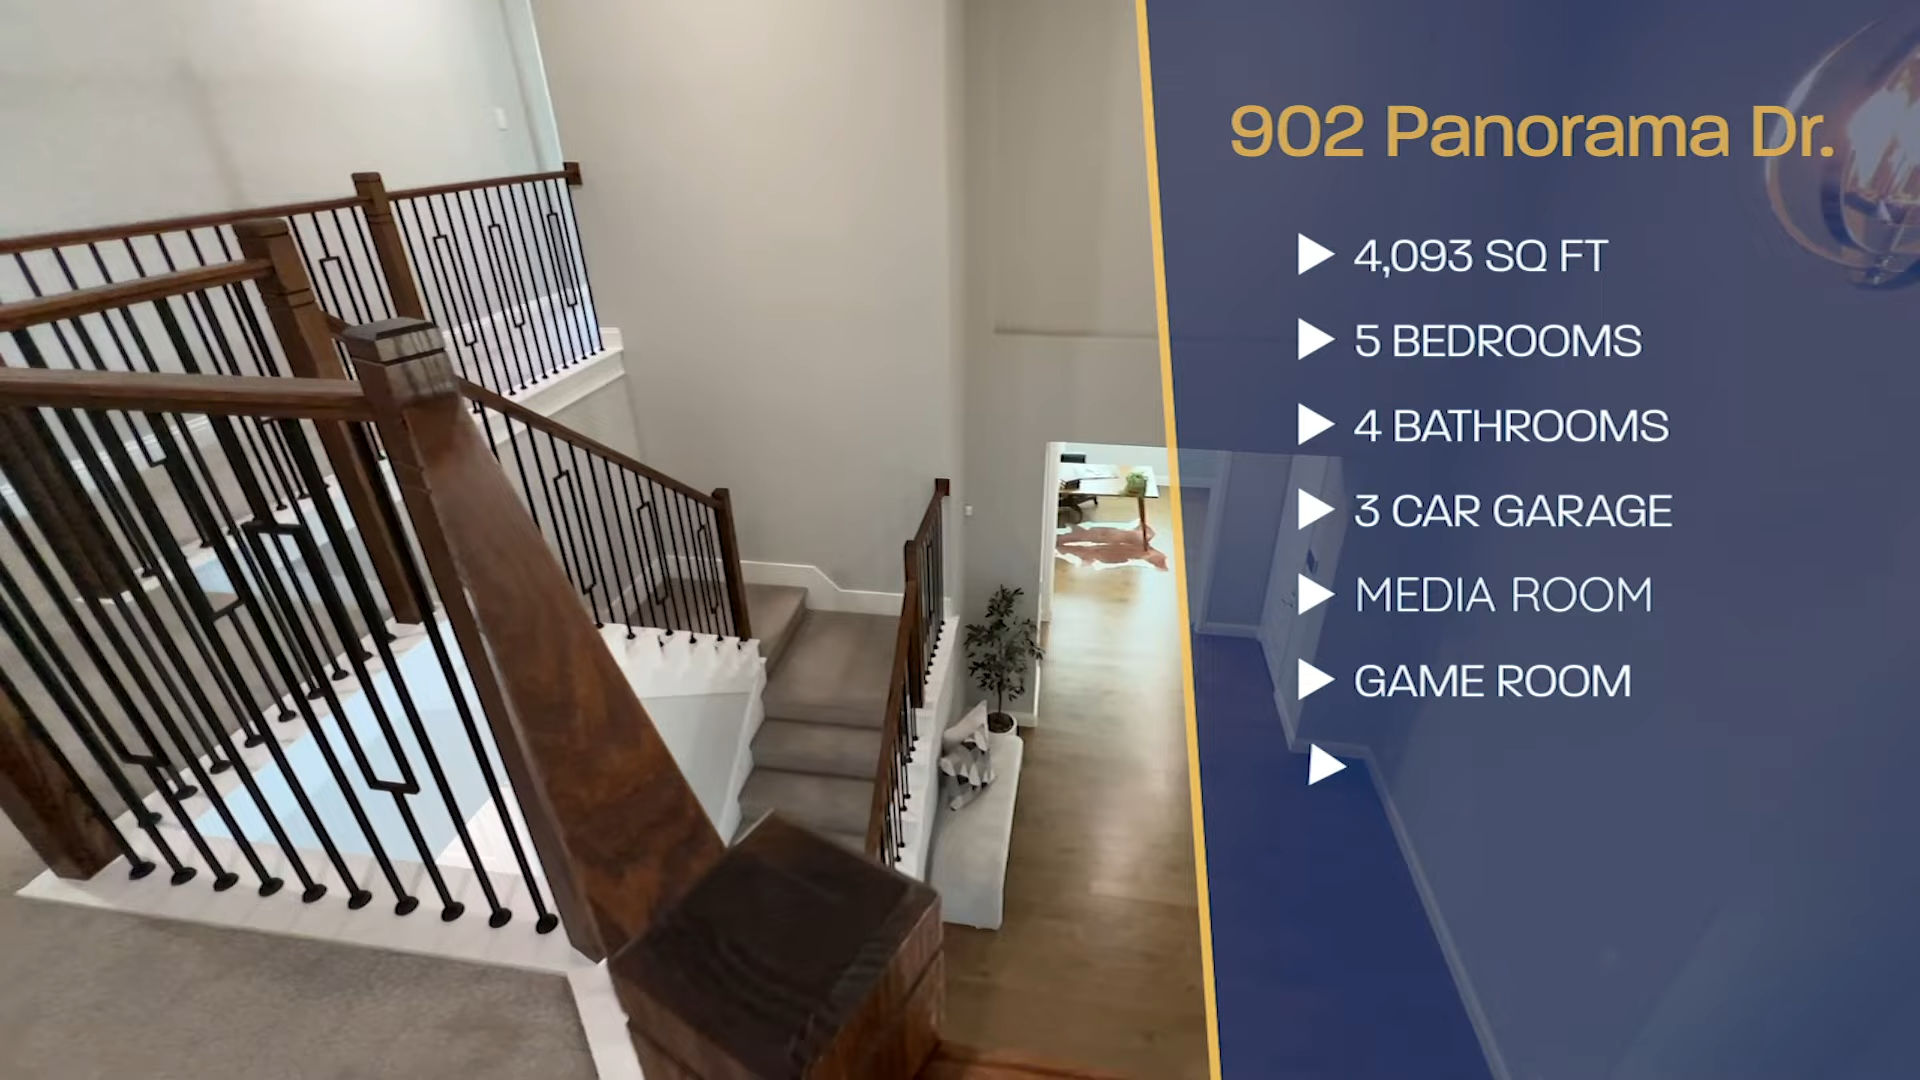 902 Panorama Dr.
4,093 SQ FT
5 BEDROOMS
4 BATHROOMS
3 CAR GARAGE
MEDIA ROOM
GAME ROOM